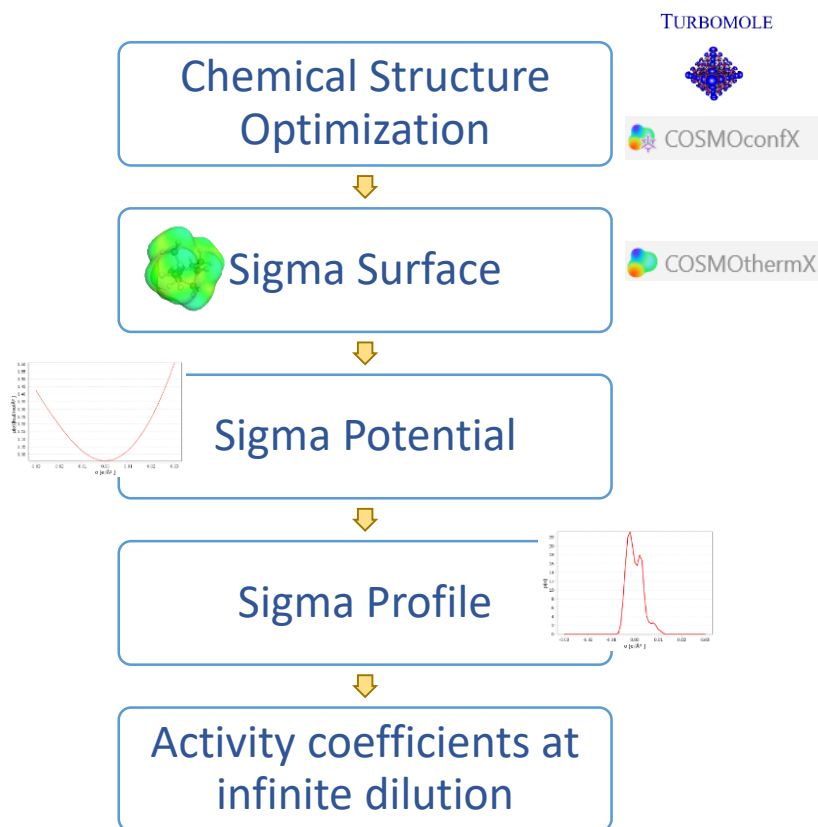 TURBOMOLE
Chemical Structure
Optimization
COSMOconfX
Sigma Surface
COSMOthermX
Sigma Potential
Sigma Profile
Activity coefficients at
infinite dilution